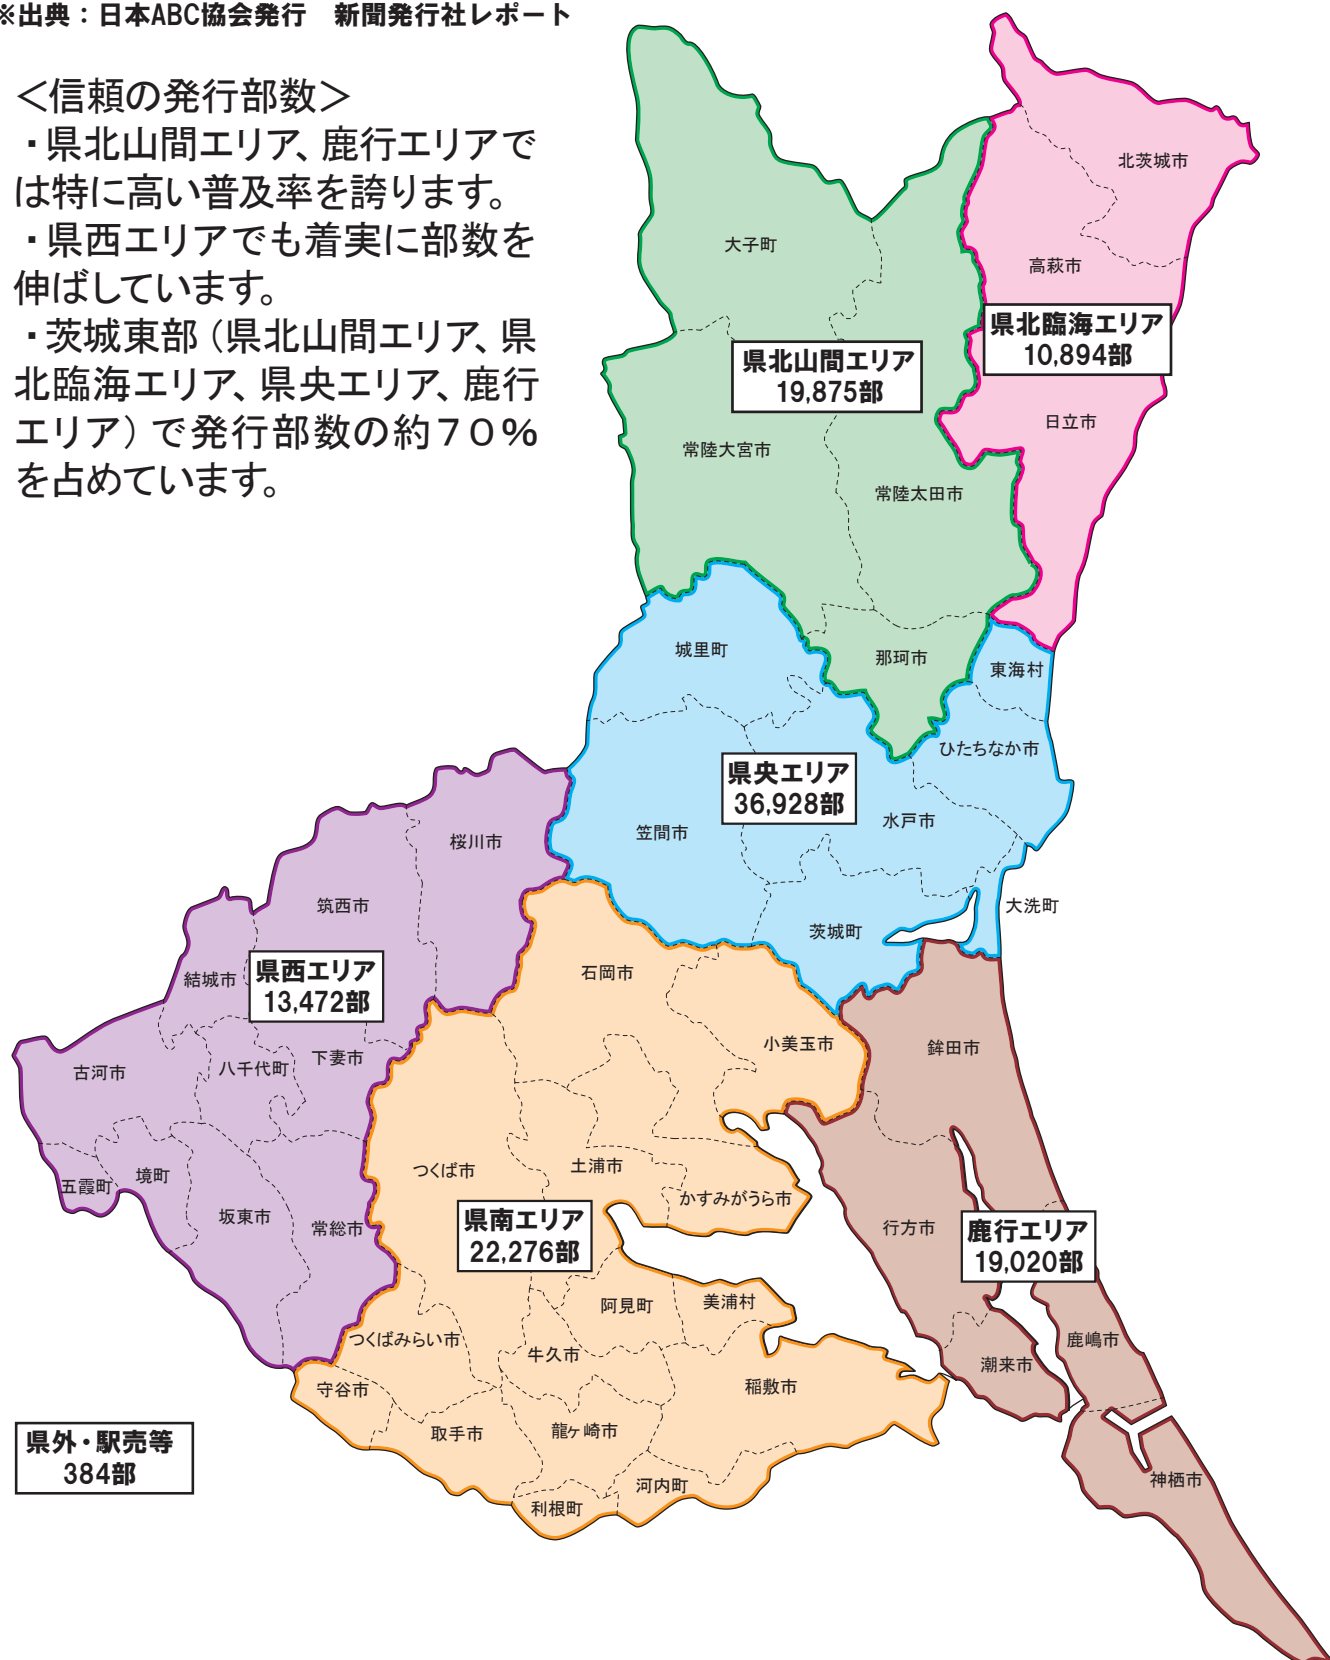 ※出典：日本ABC協会発行　新聞発行社レポート
＜信頼の発行部数＞
・県北山間エリア、鹿行エリアで
は特に高い普及率を誇ります。
・県西エリアでも着実に部数を
伸ばしています。
・茨城東部（県北山間エリア、県
北臨海エリア、県央エリア、鹿行
エリア）で発行部数の約７０％
を占めています。
北茨城市
大子町
高萩市
県北臨海エリア
10,894部
県北山間エリア
19,875部
日立市
常陸大宮市
常陸太田市
城里町
那珂市
東海村
ひたちなか市
県央エリア
36,928部
水戸市
笠間市
桜川市
筑西市
大洗町
茨城町
結城市
県西エリア
13,472部
石岡市
小美玉市
鉾田市
古河市
八千代町
下妻市
つくば市
土浦市
かすみがうら市
五霞町
境町
坂東市
常総市
県南エリア
22,276部
行方市
鹿行エリア
19,020部
阿見町
美浦村
つくばみらい市
牛久市
鹿嶋市
潮来市
守谷市
稲敷市
取手市
龍ヶ崎市
県外・駅売等
384部
河内町
神栖市
利根町